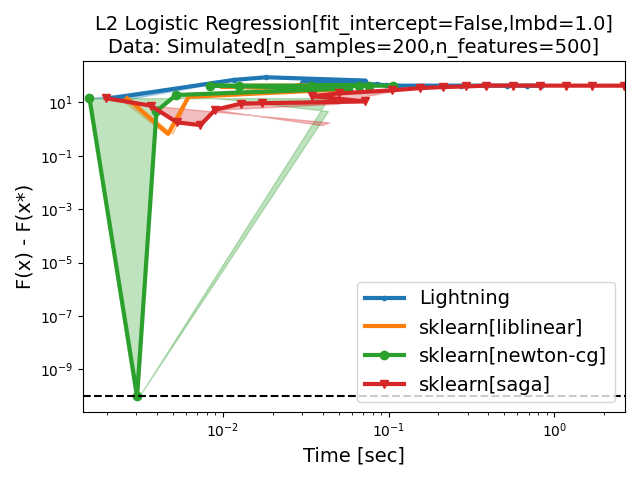 L2 Logistic Regression[fit_intercept=False,lmbd=1.0]
Data: Simulated[n_samples=200,n_features=500]
F(x) - F(x*)
10^1
10^-1
10^-3
10^-5
10^-7
10^-9
Lightning
sklearn[liblinear]
sklearn[newton-cg]
sklearn[saga]
10^-2
10^-1
10^0
Time [sec]